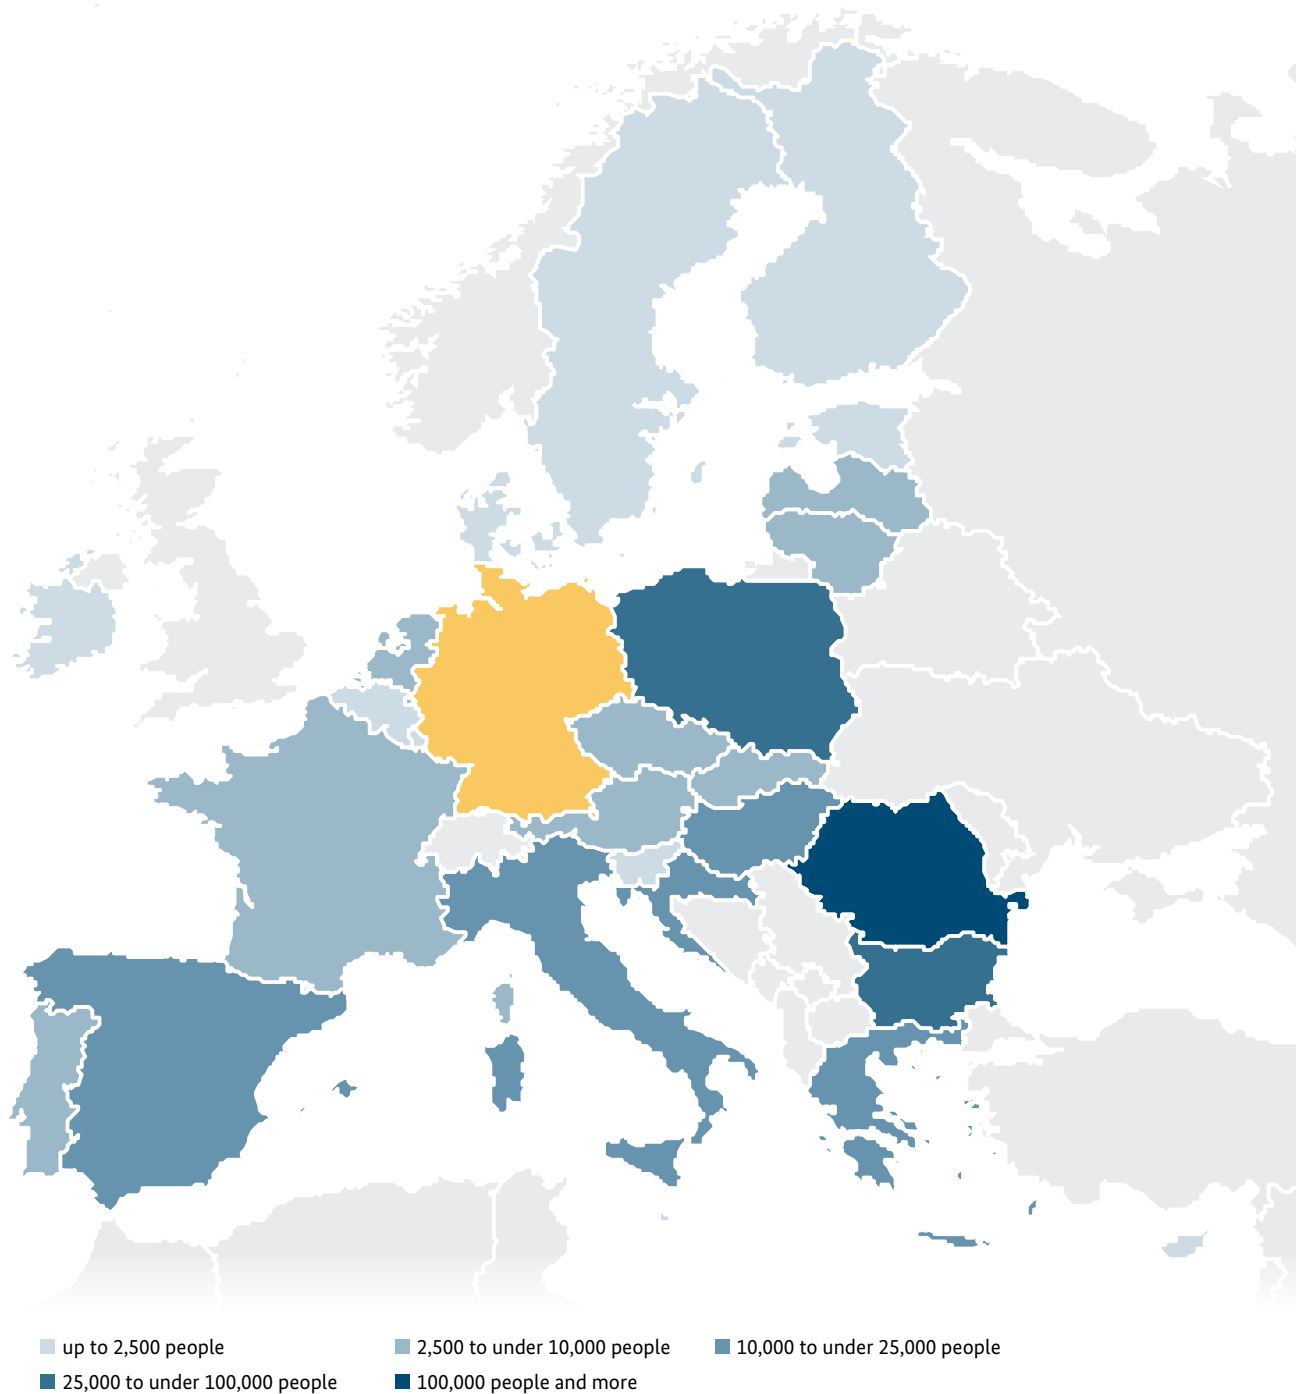 up to 2,500 people
2,500 to under 10,000 people
10,000 to under 25,000 people
25,000 to under 100,000 people
100,000 people and more